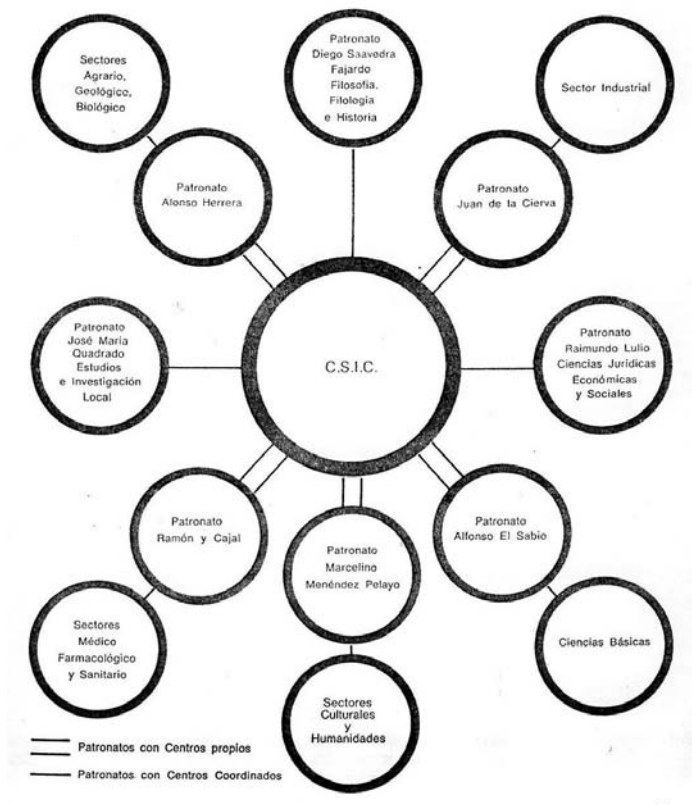 Sectores
Agrario,
Geológico,
Biológico
Patronato
Diego Saavedra
Fajardo
Filosofía,
Filología
e Historia
Sector Industrial
Patronato
Alonso Herrera
Patronato
Juan de la Cierva
Patronato
José María
Quadrado
Estudios
e Investigación
Local
C.S.I.C.
Patronato
Raimundo Lulio
Ciencias Jurídicas
Económicas
y Sociales
Patronato
Ramón y Cajal
Patronato
Marcelino
Menéndez Pelayo
Patronato
Alfonso El Sabio
Sectores
Médico
Farmacológico
y Sanitario
Sectores
Culturales
y
Humanidades
Ciencias Básicas
Patronatos con Centros propios
Patronatos con Centros Coordinados